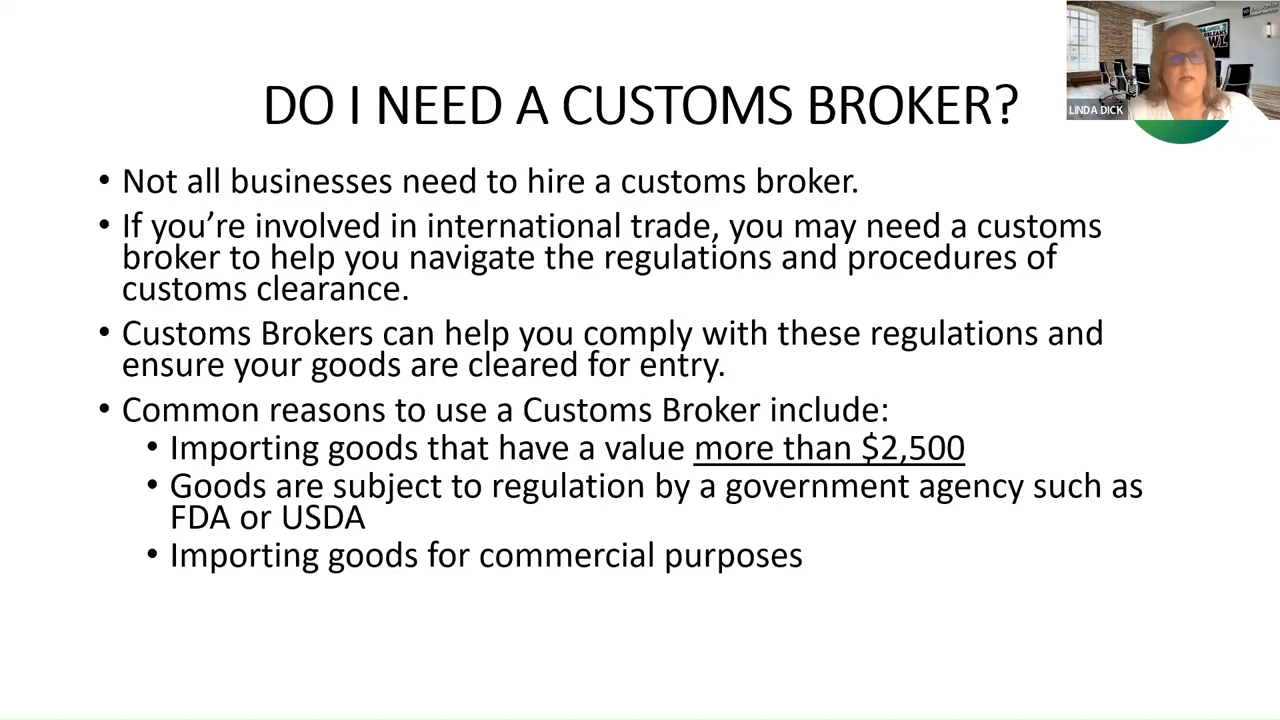 DO I NEED A CUSTOMS BROKER?
LINDA DICK
• Not all businesses need to hire a customs broker.
• If you’re involved in international trade, you may need a customs
broker to help you navigate the regulations and procedures of
customs clearance.
• Customs Brokers can help you comply with these regulations and
ensure your goods are cleared for entry.
• Common reasons to use a Customs Broker include:
• Importing goods that have a value more than $2,500
• Goods are subject to regulation by a government agency such as
FDA or USDA
• Importing goods for commercial purposes